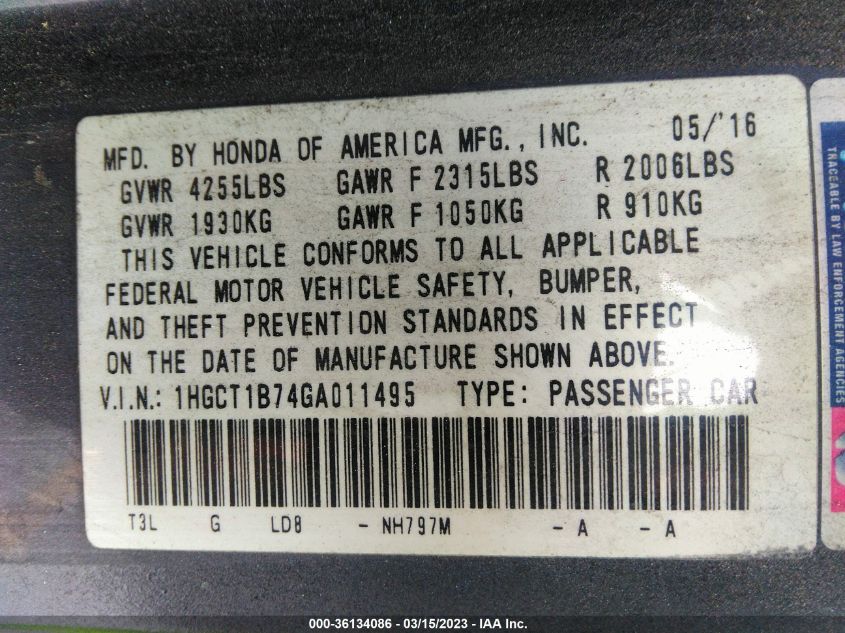 MFD. BY HONDA OF AMERICA MFG., INC. 05/'16
GVWR 4255LBS GAWR F 2315LBS R 2006LBS
GVWR 1930KG GAWR F 1050KG R 910KG
THIS VEHICLE CONFORMS TO ALL APPLICABLE
FEDERAL MOTOR VEHICLE SAFETY, BUMPER,
AND THEFT PREVENTION STANDARDS IN EFFECT
ON THE DATE OF MANUFACTURE SHOWN ABOVE.
V.I.N.: 1HGCT1B74GA011495 TYPE: PASSENGER CAR
T3L G LD8 - NH797M - A - A
TRACEABLE BY LAW ENFORCEMENT AGENCIES
000-36134086 - 03/15/2023 - IAA Inc.